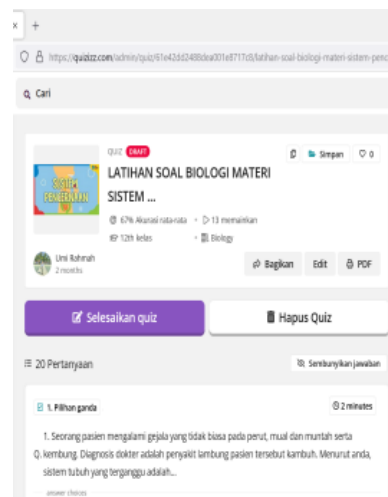 +
https://quizizz.com/admin/quiz/61e42dd2488dea001e8717c8/latihan-soal-biologi-materi-sistem-penc
Cari
SISTEM
PENCERNAAN
QUIZ DRAFT
Simpan 0
LATIHAN SOAL BIOLOGI MATERI
SISTEM ...
67% Akurasi rata-rata • 13 memainkan
12th kelas • Biology
Umi Rahmah
2 months
Bagikan Edit PDF
Selesaikan quiz
Hapus Quiz
20 Pertanyaan
Sembunyikan jawaban
1. Pilihan ganda
2 minutes
1. Seorang pasien mengalami gejala yang tidak biasa pada perut, mual dan muntah serta
Q. kembung. Diagnosis dokter adalah penyakit lambung pasien tersebut kambuh. Menurut anda,
sistem tubuh yang terganggu adalah...
answer choices